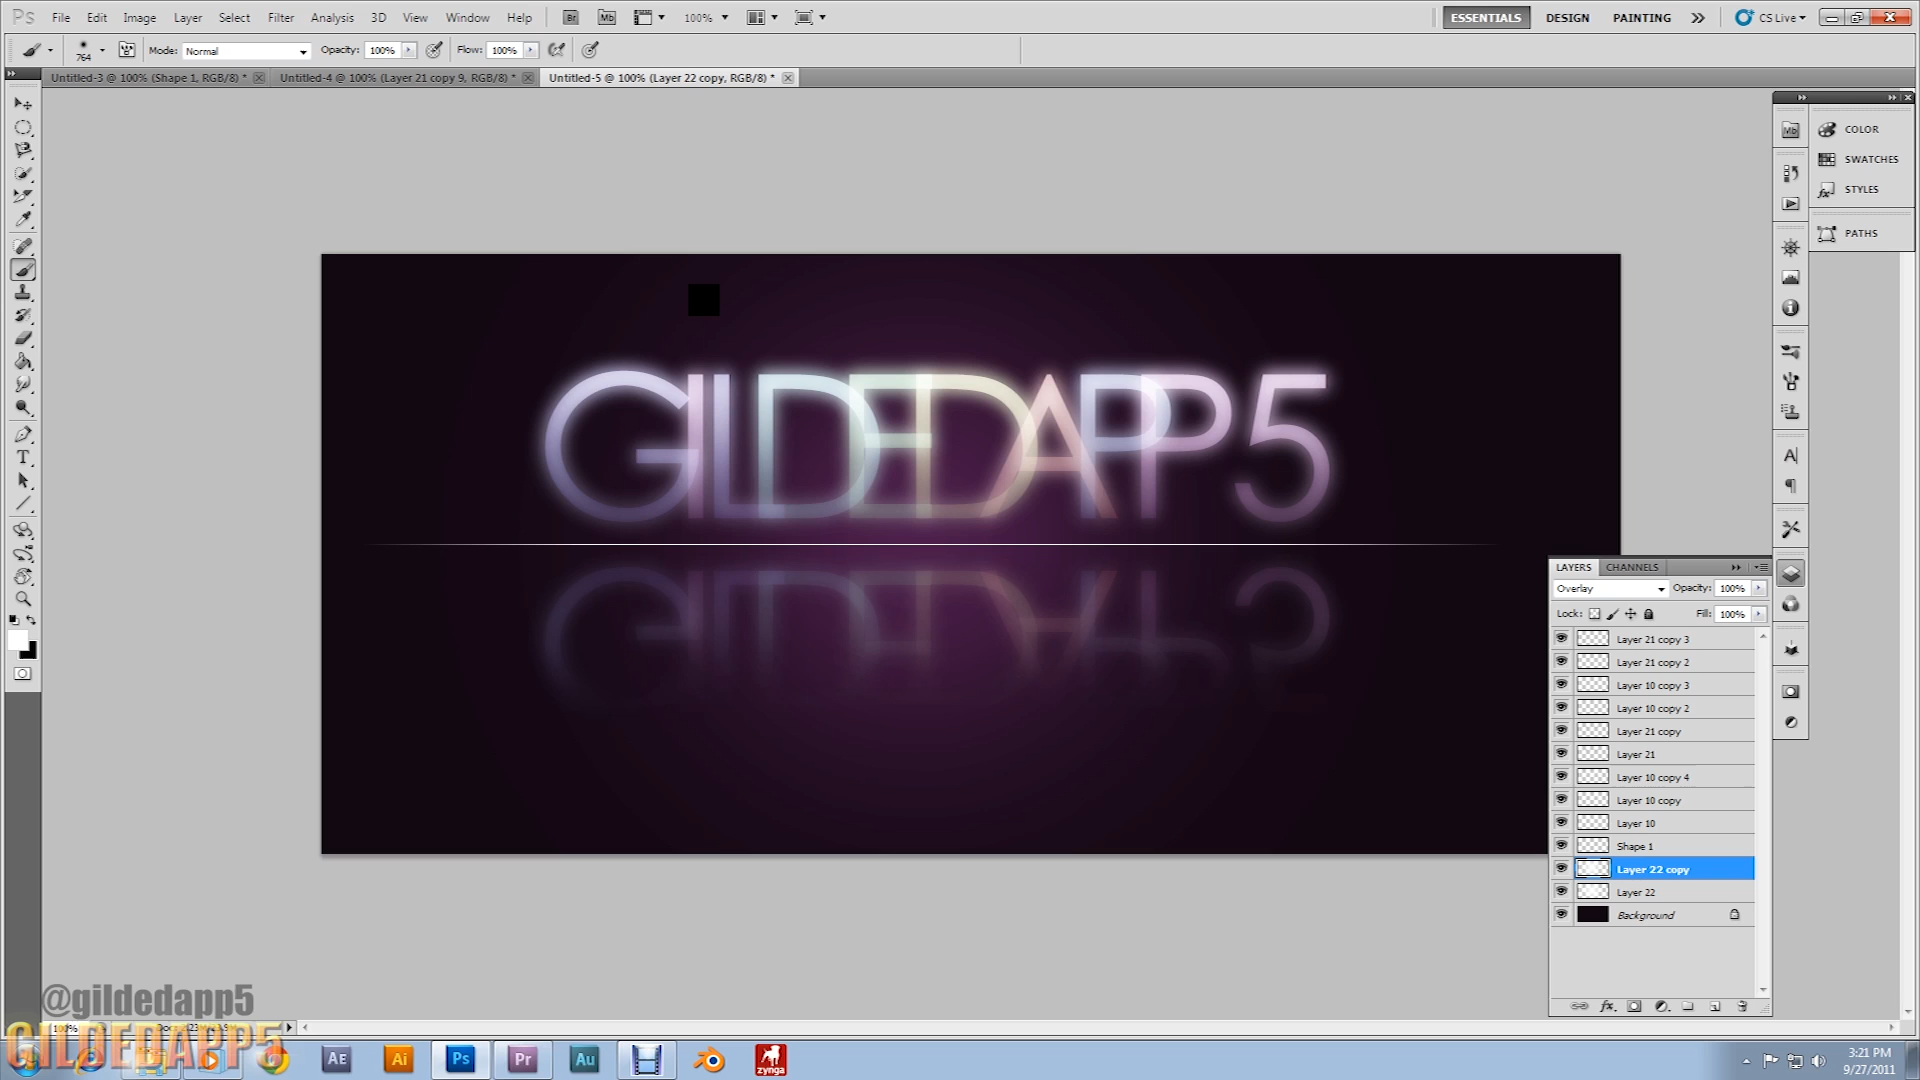 Ps File Edit Image Layer Select Filter Analysis 3D View Window Help Br Mb 100% ESSENTIALS DESIGN PAINTING CS Live
764 Mode: Normal Opacity: 100% Flow: 100%
Untitled-3 @ 100% (Shape 1, RGB/8) * Untitled-4 @ 100% (Layer 21 copy 9, RGB/8) * Untitled-5 @ 100% (Layer 22 copy, RGB/8) *
Mb COLOR
SWATCHES
STYLES
PATHS
GILDEDAPP5
LAYERS CHANNELS
Overlay Opacity: 100%
Lock: Fill: 100%
Layer 21 copy 3
Layer 21 copy 2
Layer 10 copy 3
Layer 10 copy 2
Layer 21 copy
Layer 21
Layer 10 copy 4
Layer 10 copy
Layer 10
Shape 1
Layer 22 copy
Layer 22
Background
@gildedapp5
GILDEDAPP5
100%
AE Ai Ps Pr Au zynga
3:21 PM
9/27/2011